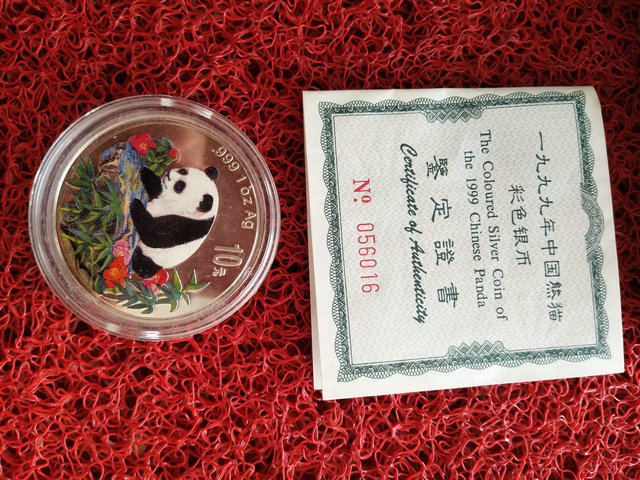 .999 1 oz Ag
10元
一九九九年中国熊猫
彩色银币
The Coloured Silver Coin of
the 1999 Chinese Panda
鑒定證書
Certificate of Authenticity
Nº 056016